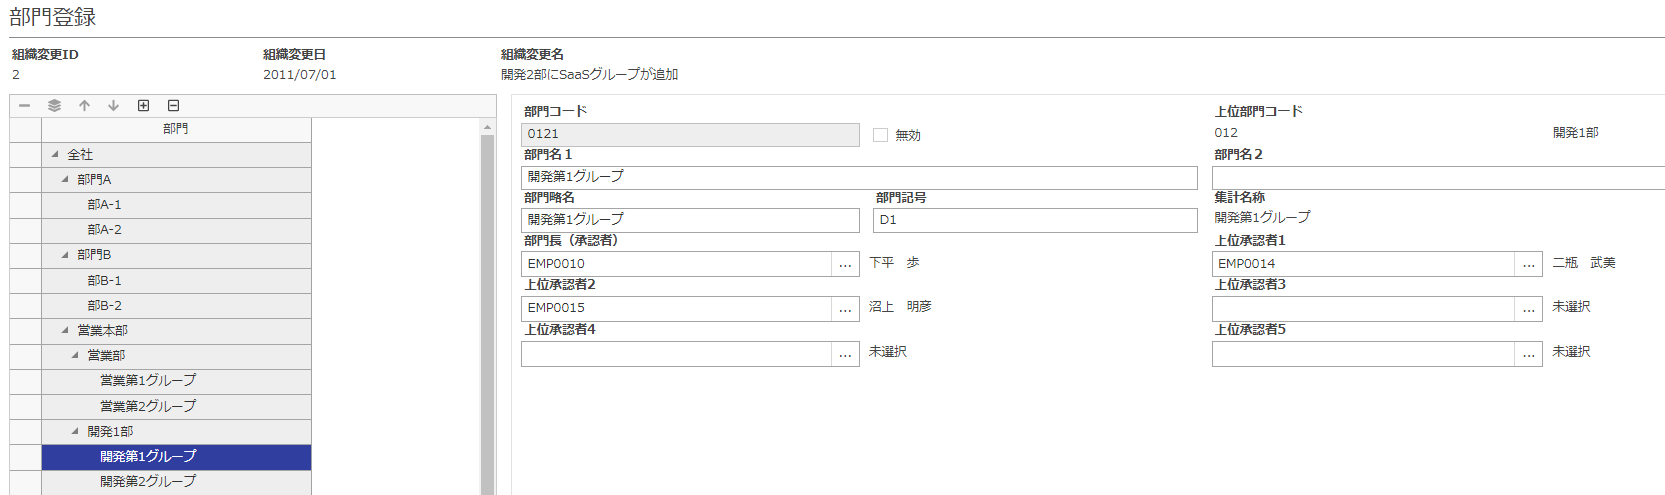 部門登録
組織変更ID 組織変更日 組織変更名
2 2011/07/01 開発2部にSaaSグループが追加
部門
全社
部門A
部A-1
部A-2
部門B
部B-1
部B-2
営業本部
営業部
営業第1グループ
営業第2グループ
開発1部
開発第1グループ
開発第2グループ
部門コード 上位部門コード
0121 無効 012 開発1部
部門名1 部門名2
開発第1グループ
部門略名 部門記号 集計名称
開発第1グループ D1 開発第1グループ
部門長（承認者） 上位承認者1
EMP0010 ... 下平　歩 EMP0014 ... 二瓶　武美
上位承認者2 上位承認者3
EMP0015 ... 沼上　明彦 ... 未選択
上位承認者4 上位承認者5
... 未選択 ... 未選択